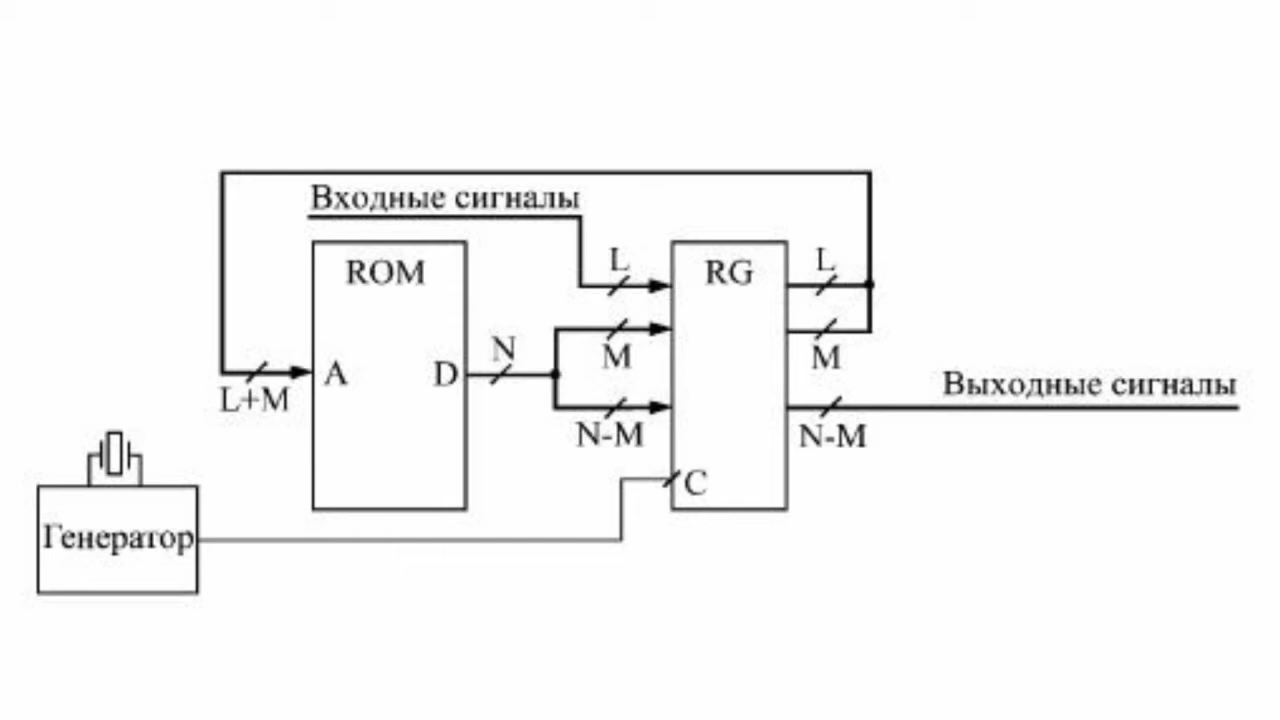 Входные сигналы
ROM
L
RG
L
N
M
M
A
D
L+M
Выходные сигналы
N-M
N-M
C
Генератор